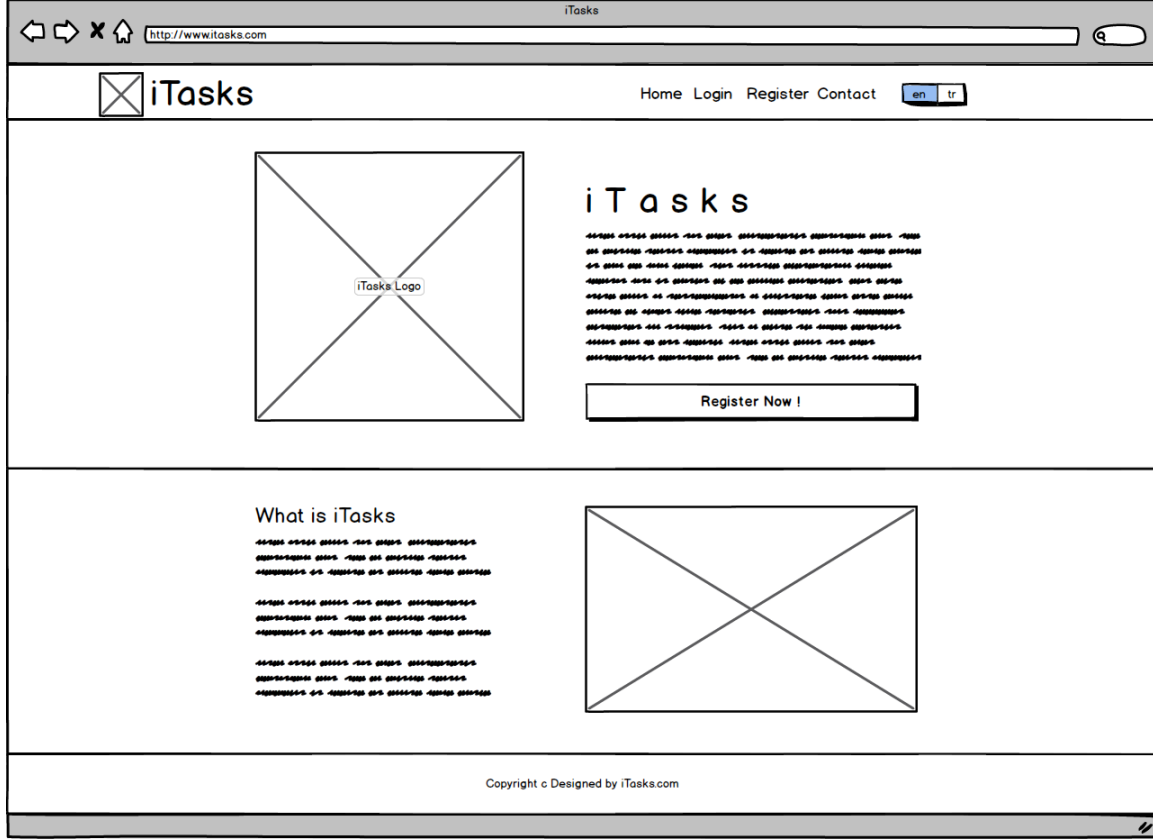 iTasks
http://www.itasks.com
iTasks
Home Login Register Contact en tr
iTasks Logo
i T a s k s
Register Now !
What is iTasks
Copyright c Designed by iTasks.com